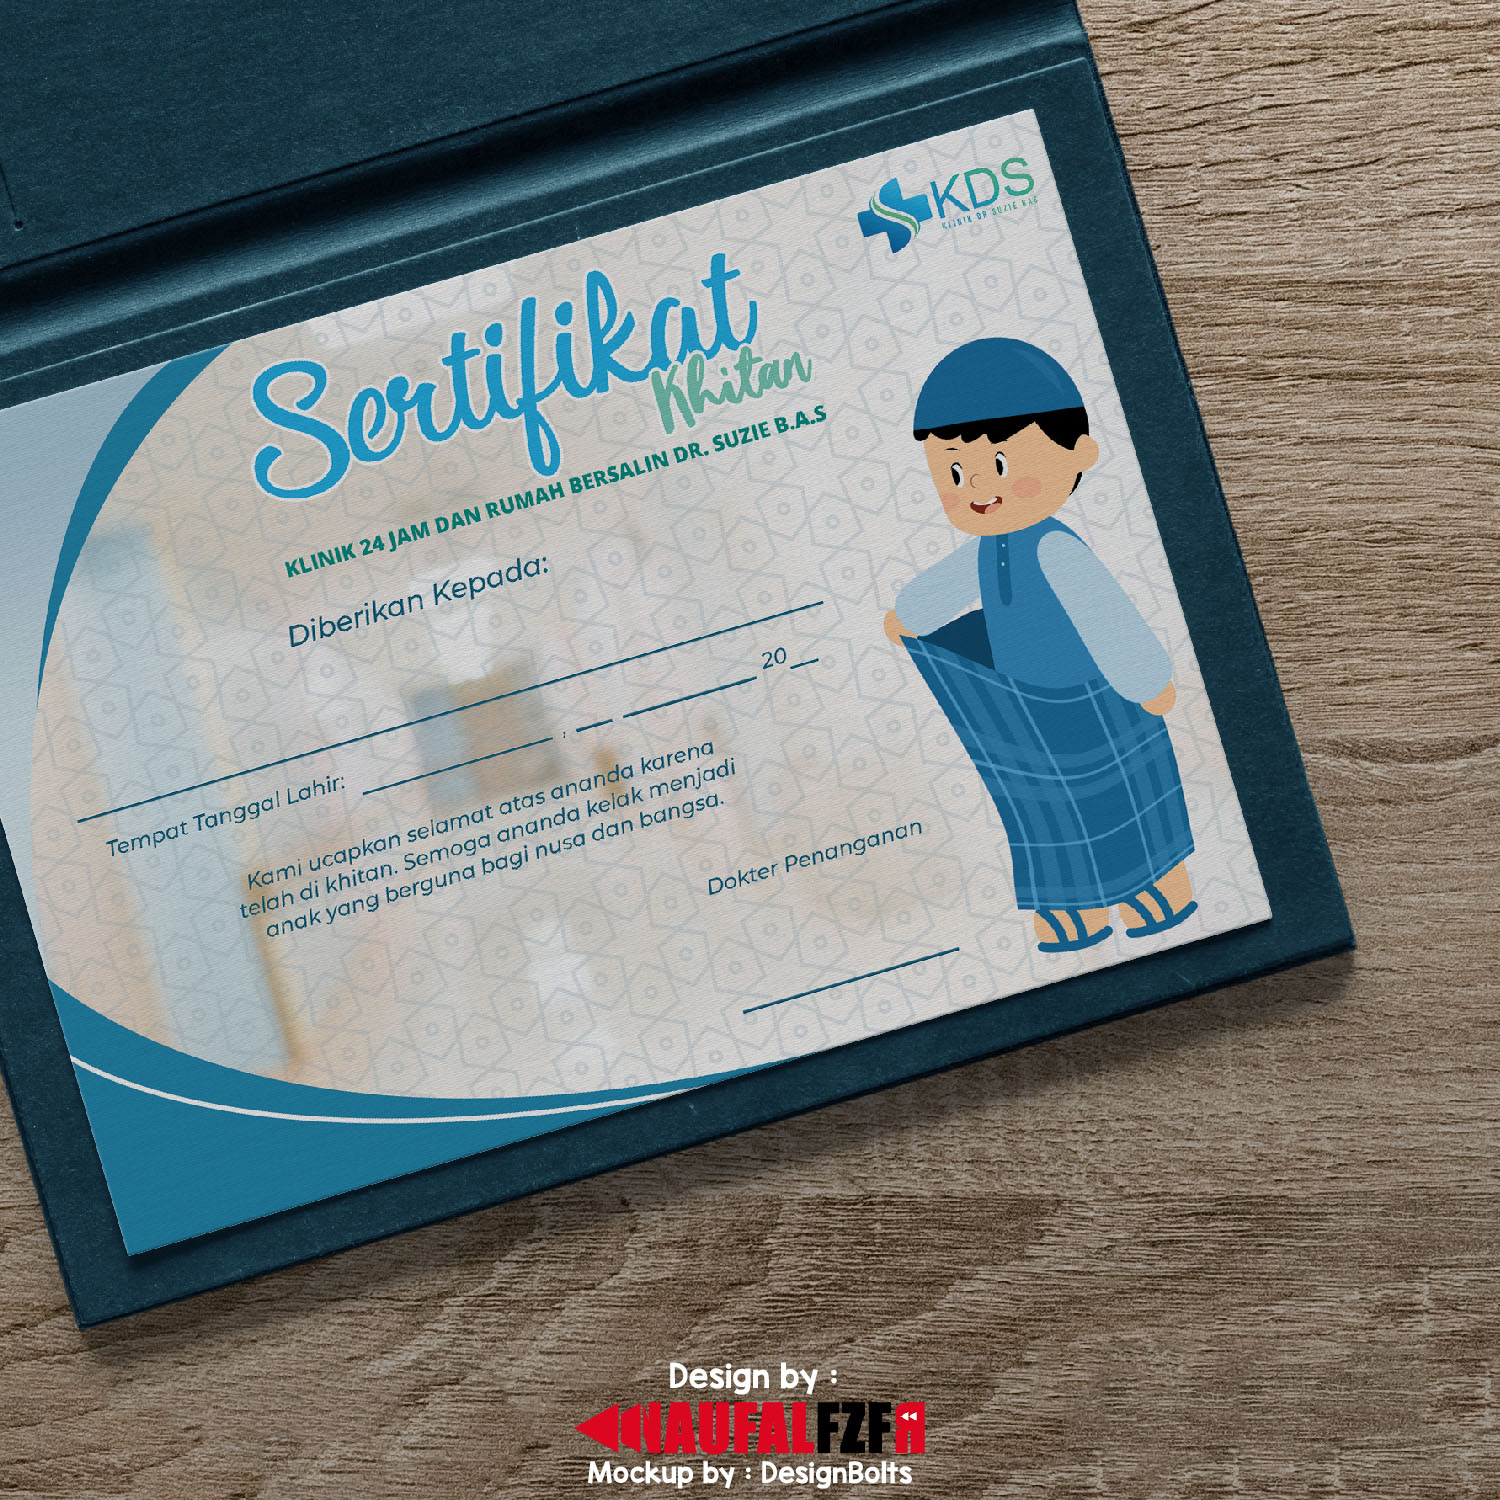 KDS
KLINIK DR SUZIE BAS
Sertifikat
Khitan
KLINIK 24 JAM DAN RUMAH BERSALIN DR. SUZIE B.A.S
Diberikan Kepada:
Tempat Tanggal Lahir: , 20
Kami ucapkan selamat atas ananda karena
telah di khitan. Semoga ananda kelak menjadi
anak yang berguna bagi nusa dan bangsa.
Dokter Penanganan
Design by :
NAUFALFZFR
Mockup by : DesignBolts